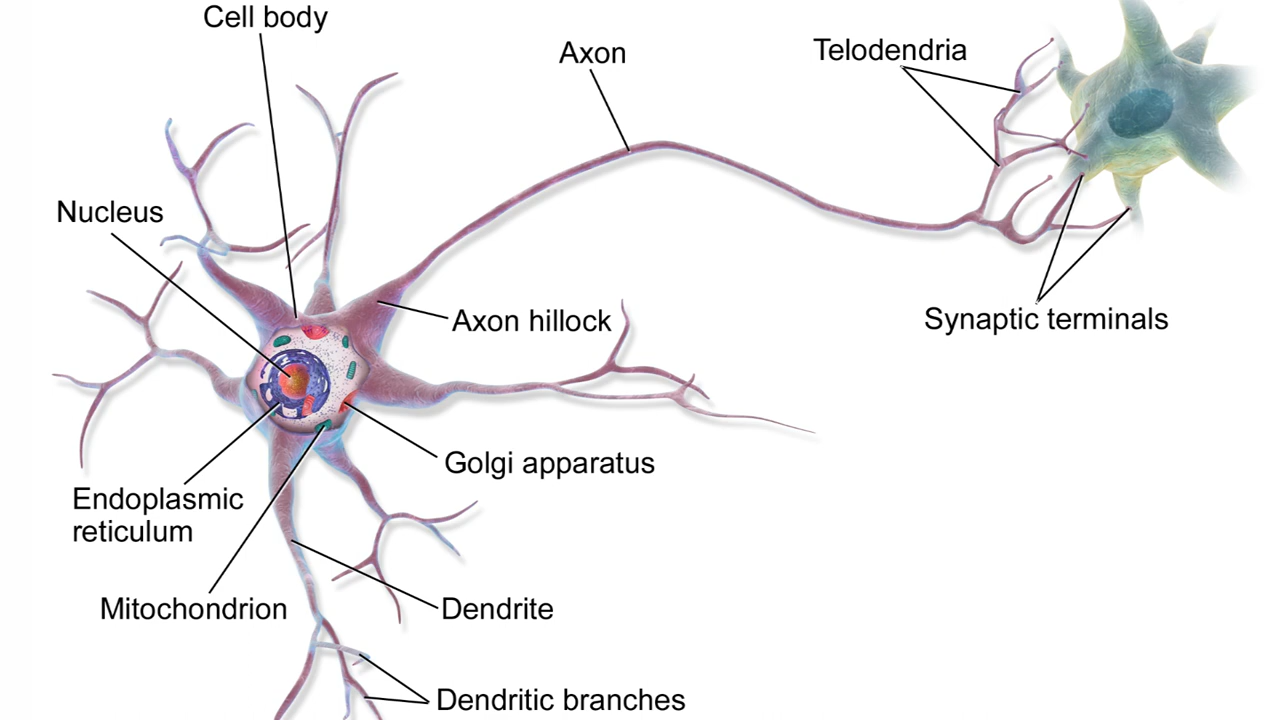 Cell body
Axon
Telodendria
Nucleus
Axon hillock
Synaptic terminals
Golgi apparatus
Endoplasmic
reticulum
Mitochondrion
Dendrite
Dendritic branches